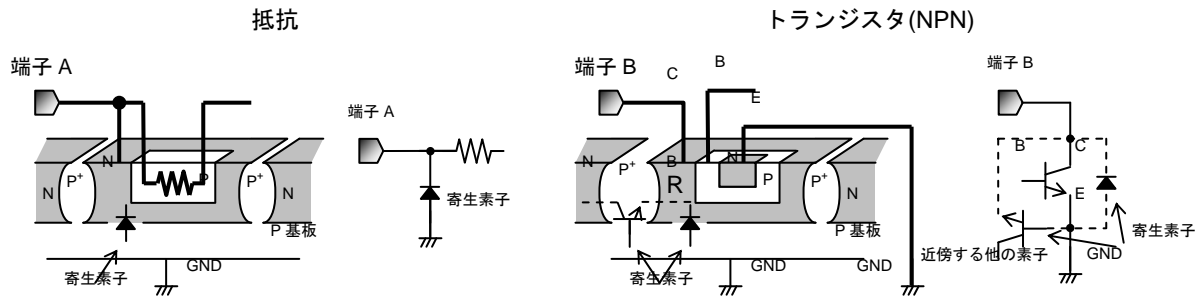 抵抗
トランジスタ(NPN)
端子 A
端子 A
N
N
P+
P
P+
N
寄生素子
P 基板
寄生素子
GND
端子 B
C
B
E
端子 B
N
P+
B
N
P
P+
N
R
P 基板
寄生素子
GND
GND
B
C
E
寄生素子
近傍する他の素子
GND